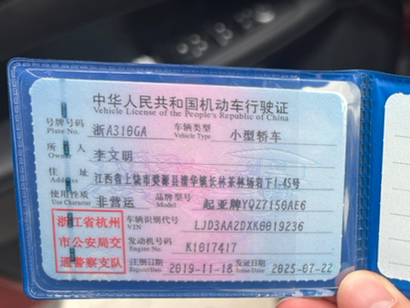 中华人民共和国机动车行驶证
Vehicle License of the People's Republic of China
号牌号码 浙A310GA 车辆类型 小型轿车
Plate No. Vehicle Type
所有人 李文明
Owner
住址 江西省上饶市婺源县清华镇长林茶林场岩下1-45号
Address
使用性质 非营运 品牌型号 起亚牌YQZ7150AE6
Use Character Model
浙江省杭州 车辆识别代号 LJD3AA2DXK0019236
VIN
市公安局交 发动机号码 K1017417
Engine No.
通警察支队 注册日期 2019-11-18 发证日期 2025-07-22
Register Date Issue Date